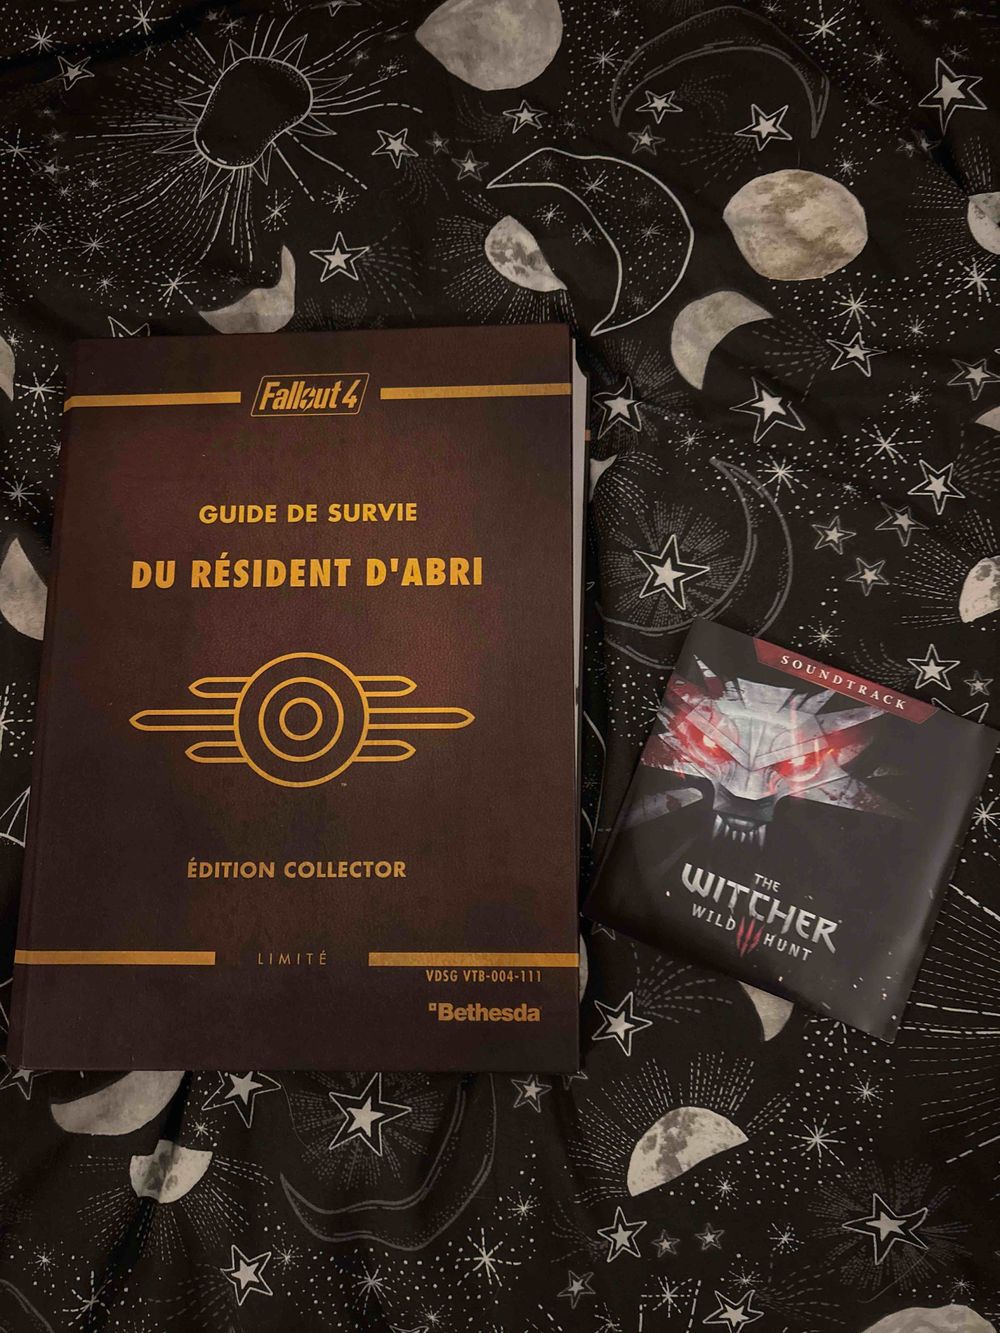 Fallout 4
GUIDE DE SURVIE
DU RÉSIDENT D'ABRI
™
ÉDITION COLLECTOR
LIMITÉ
VDSG VTB-004-111
Bethesda
SOUNDTRACK
THE
WITCHER
WILD HUNT